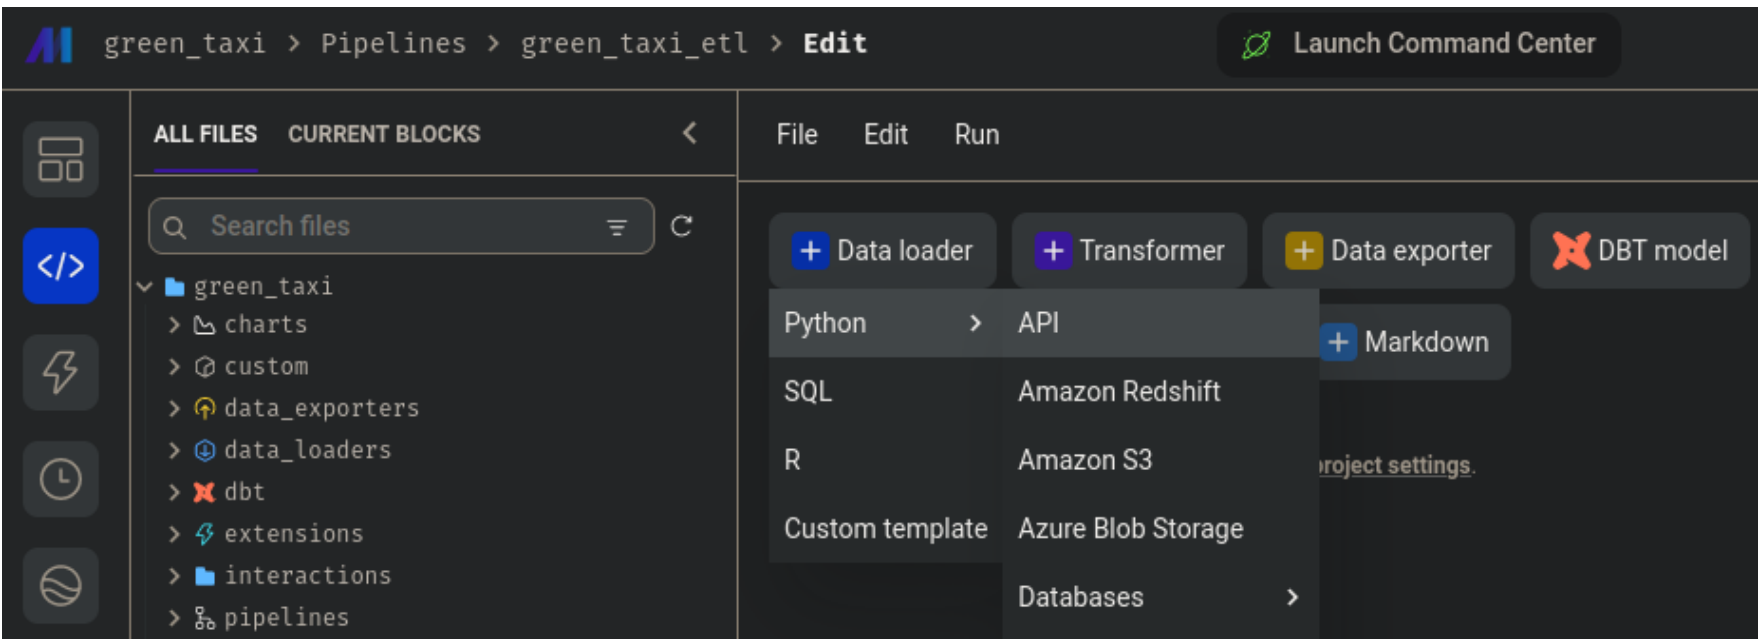 green_taxi > Pipelines > green_taxi_etl > Edit
Launch Command Center
ALL FILES CURRENT BLOCKS
File Edit Run
Search files
+ Data loader + Transformer + Data exporter DBT model
green_taxi
charts
custom
data_exporters
data_loaders
dbt
extensions
interactions
pipelines
Python > API
SQL Amazon Redshift
R Amazon S3
Custom template Azure Blob Storage
Databases >
+ Markdown
settings.